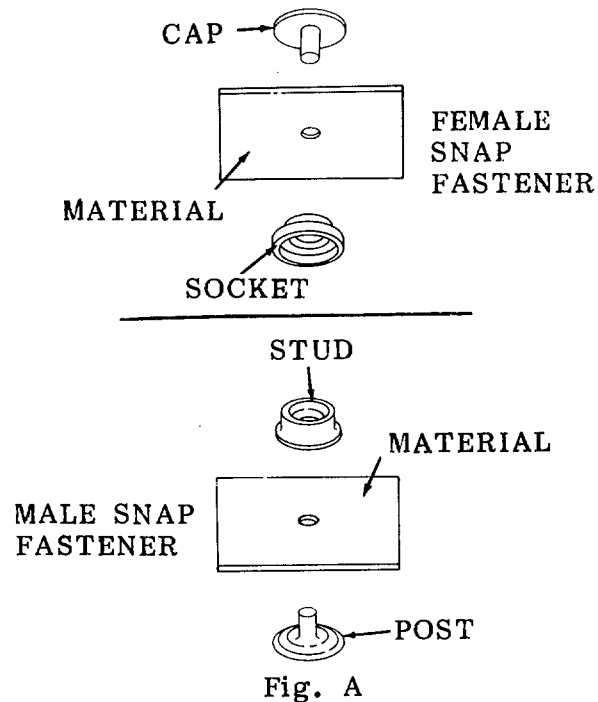 CAP
FEMALE
SNAP
FASTENER
MATERIAL
SOCKET
STUD
MATERIAL
MALE SNAP
FASTENER
POST
Fig. A